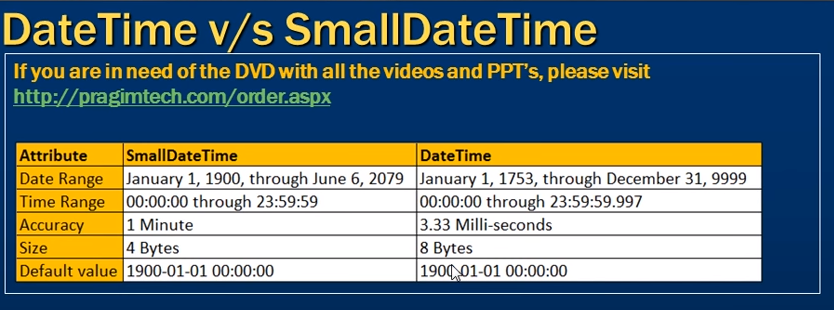 DateTime v/s SmallDateTime
If you are in need of the DVD with all the videos and PPT's, please visit
http://pragimtech.com/order.aspx
Attribute SmallDateTime DateTime
Date Range January 1, 1900, through June 6, 2079 January 1, 1753, through December 31, 9999
Time Range 00:00:00 through 23:59:59 00:00:00 through 23:59:59.997
Accuracy 1 Minute 3.33 Milli-seconds
Size 4 Bytes 8 Bytes
Default value 1900-01-01 00:00:00 1900-01-01 00:00:00